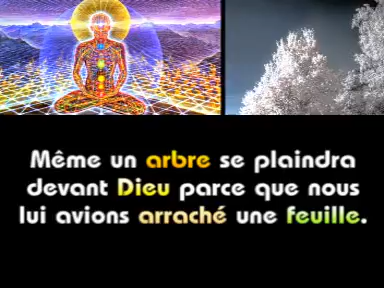 Même un arbre se plaindra
devant Dieu parce que nous
lui avions arraché une feuille.